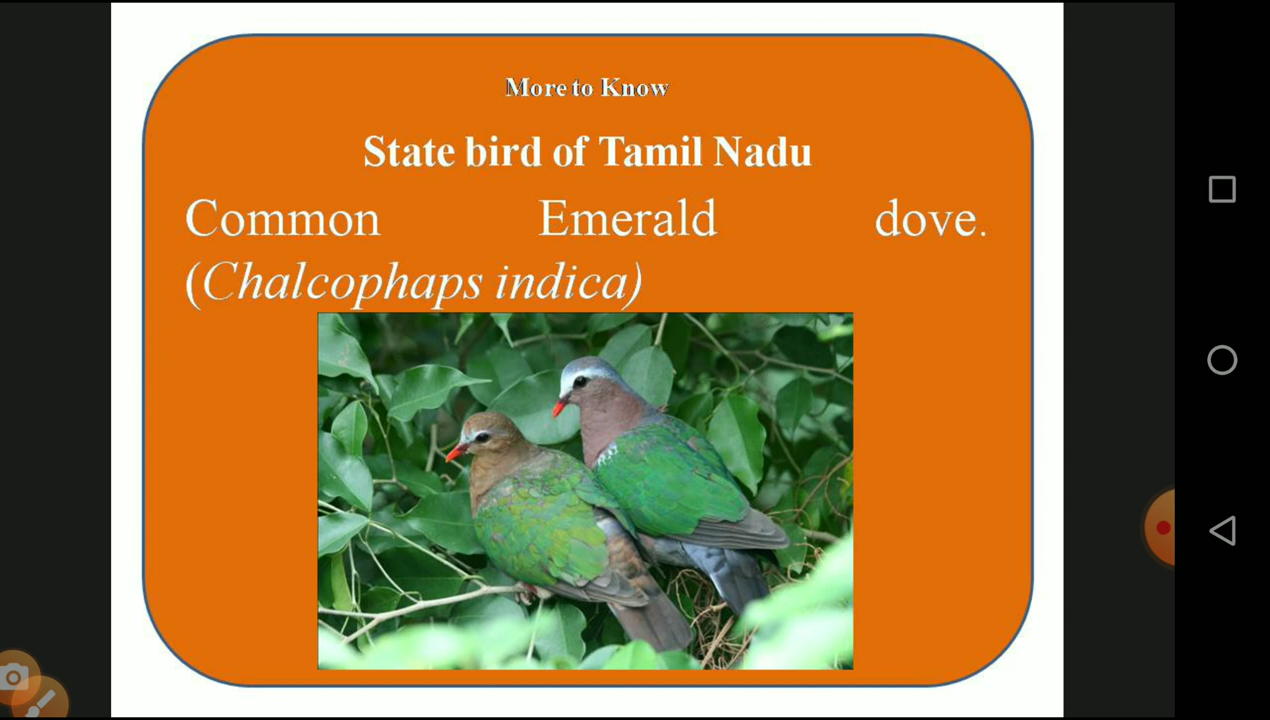 More to Know
State bird of Tamil Nadu
Common Emerald dove.
(Chalcophaps indica)